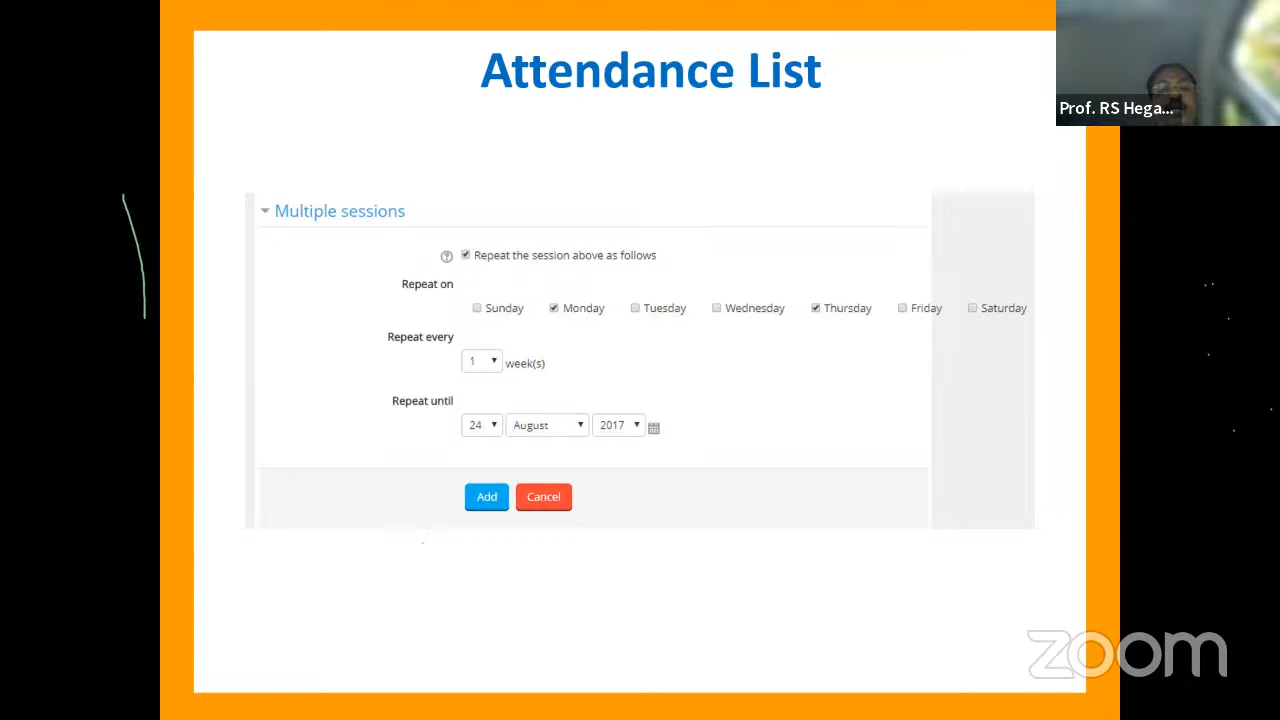 Attendance List
Prof. RS Hega...
Multiple sessions
Repeat the session above as follows
Repeat on
Sunday Monday Tuesday Wednesday Thursday Friday Saturday
Repeat every
1 week(s)
Repeat until
24 August 2017
Add Cancel
zoom